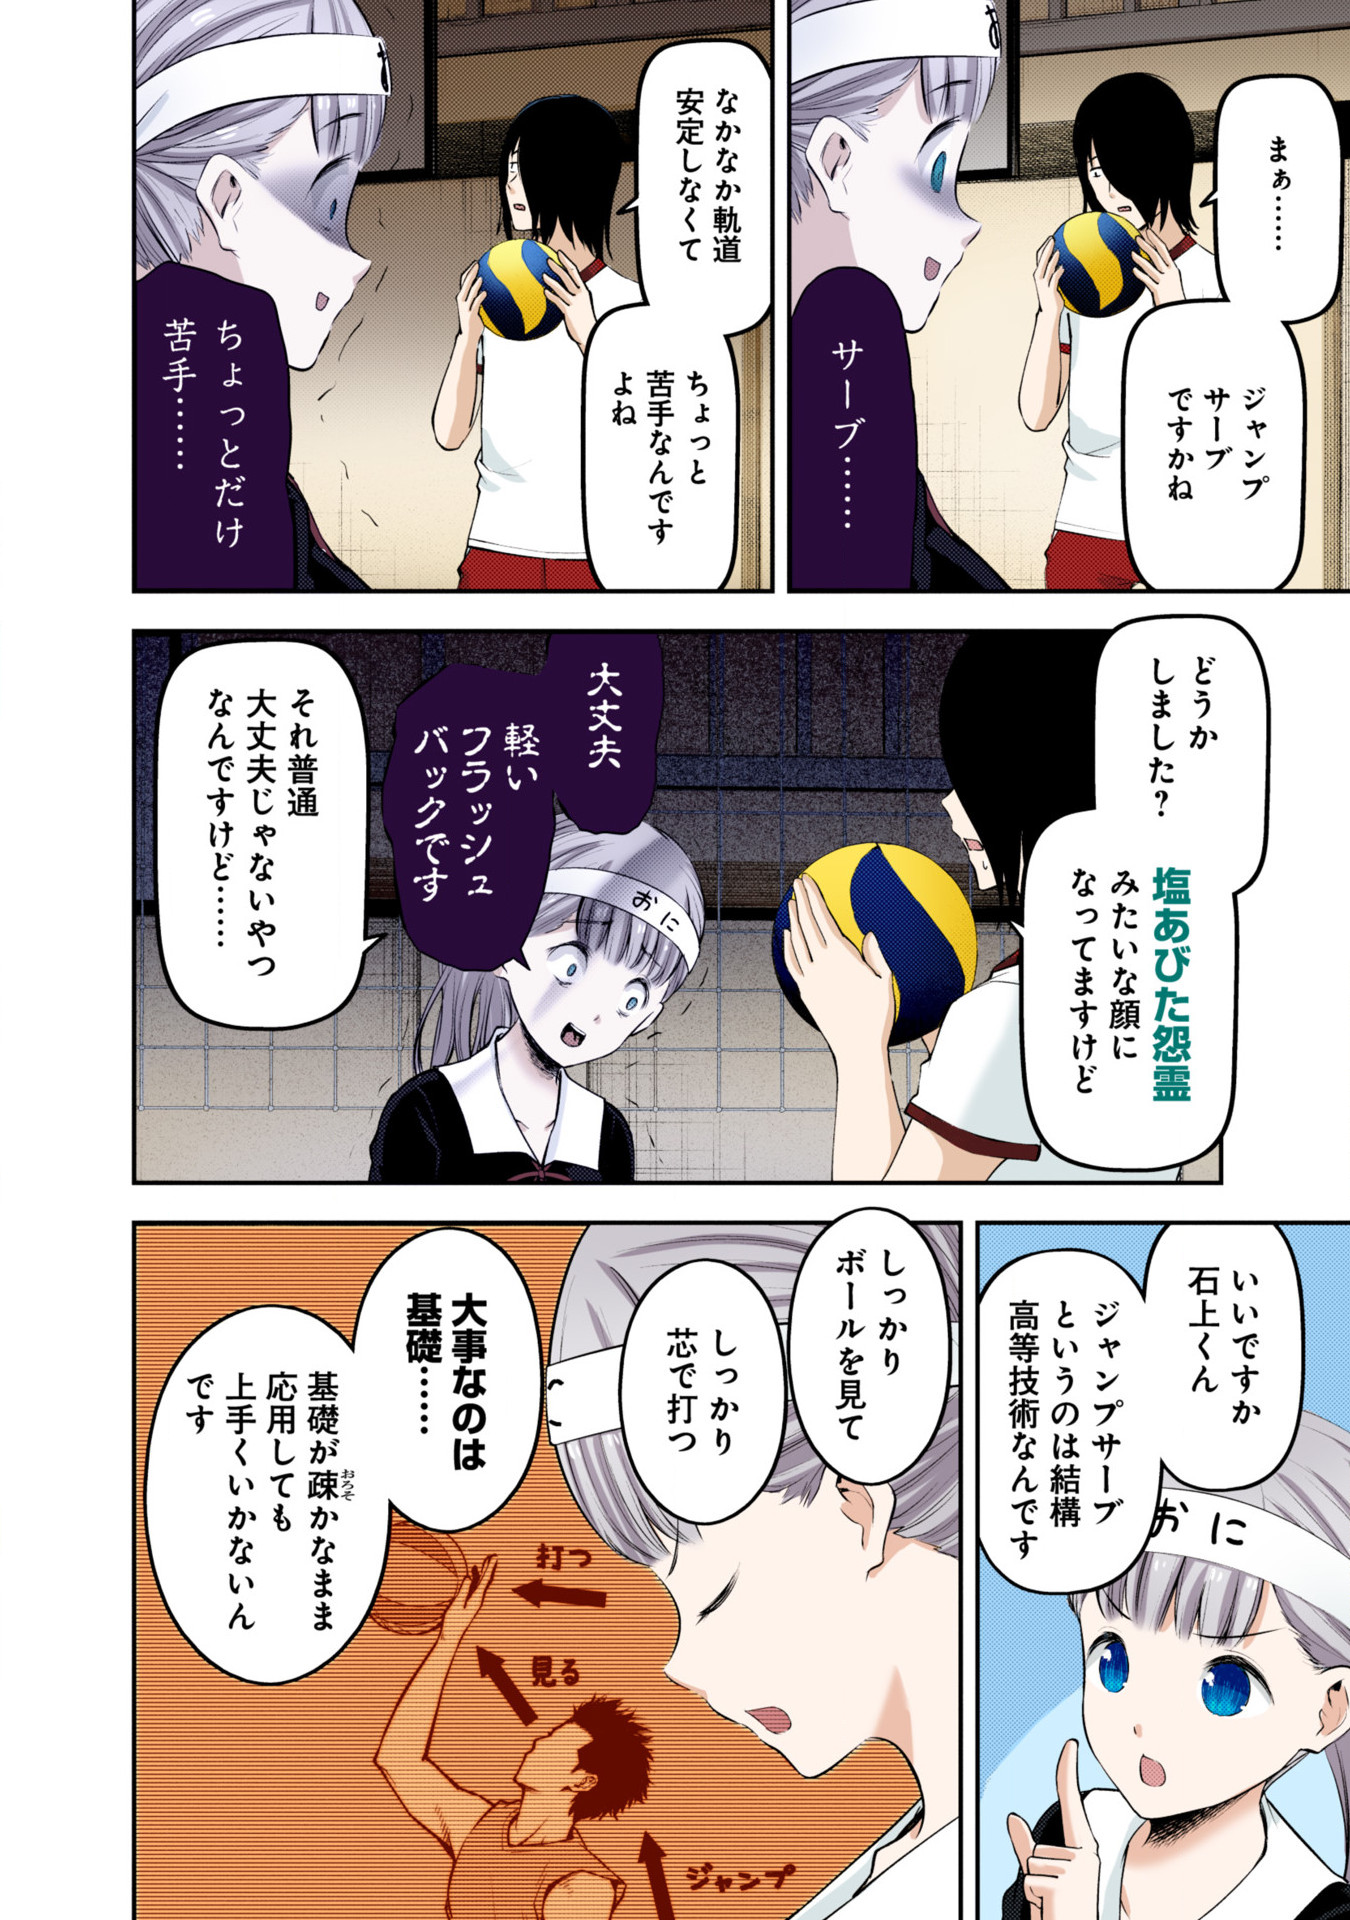 まぁ……
ジャンプ
サーブ
ですかね
サーブ……
なかなか軌道
安定しなくて
ちょっと
苦手なんです
よね
ちょっとだけ
苦手……
どうか
しました？
塩あびた怨霊
みたいな顔に
なってますけど
大丈夫
軽い
フラッシュ
バックです
おに
それ普通
大丈夫じゃないやつ
なんですけど……
いいですか
石上くん
ジャンプサーブ
というのは結構
高等技術なんです
おに
しっかり
ボールを見て
しっかり
芯で打つ
大事なのは
基礎……
基礎が疎かなまま
おろそ
応用しても
上手くいかないん
です
打つ
見る
ジャンプ